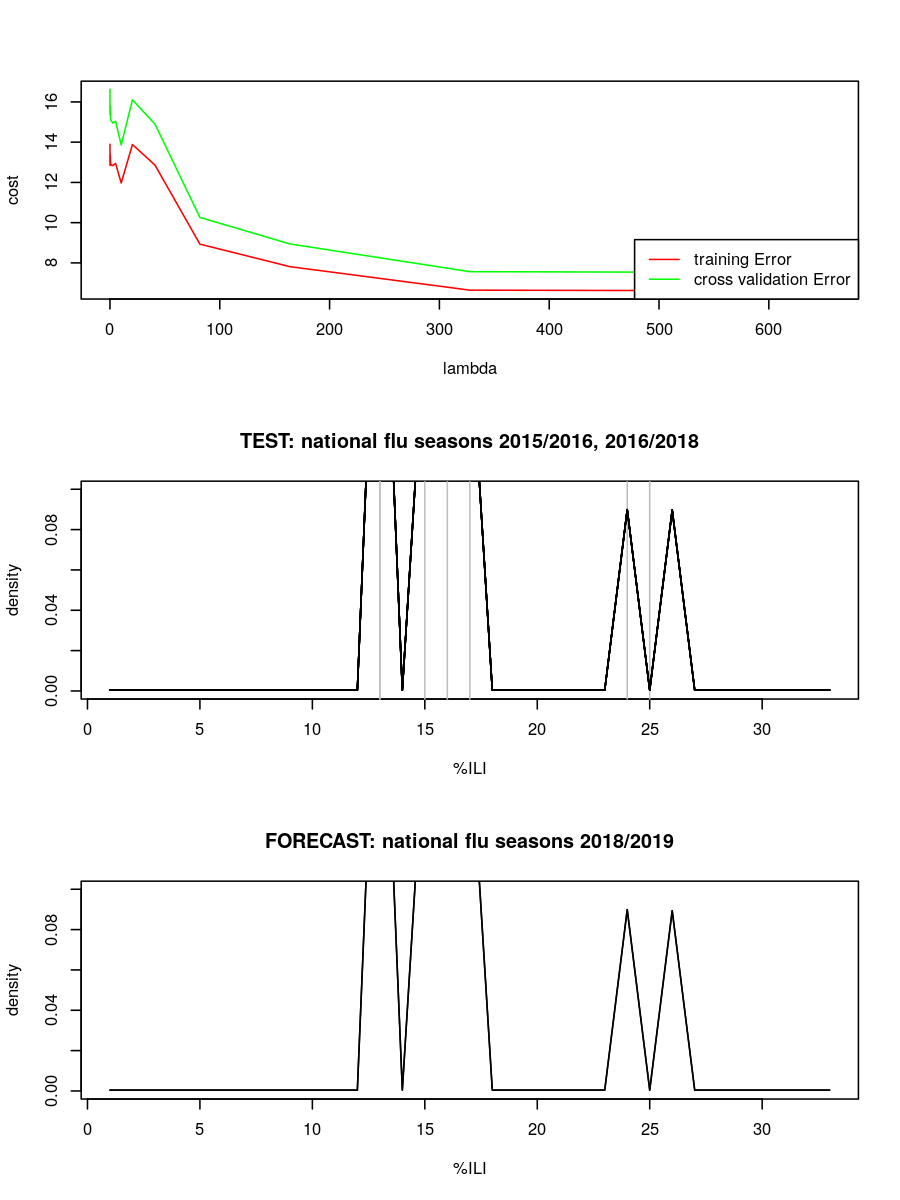 16
14
12
10
8
cost
training Error
cross validation Error
0 100 200 300 400 500 600
lambda
TEST: national flu seasons 2015/2016, 2016/2018
0.08
0.04
0.00
density
0 5 10 15 20 25 30
%ILI
FORECAST: national flu seasons 2018/2019
0.08
0.04
0.00
density
0 5 10 15 20 25 30
%ILI